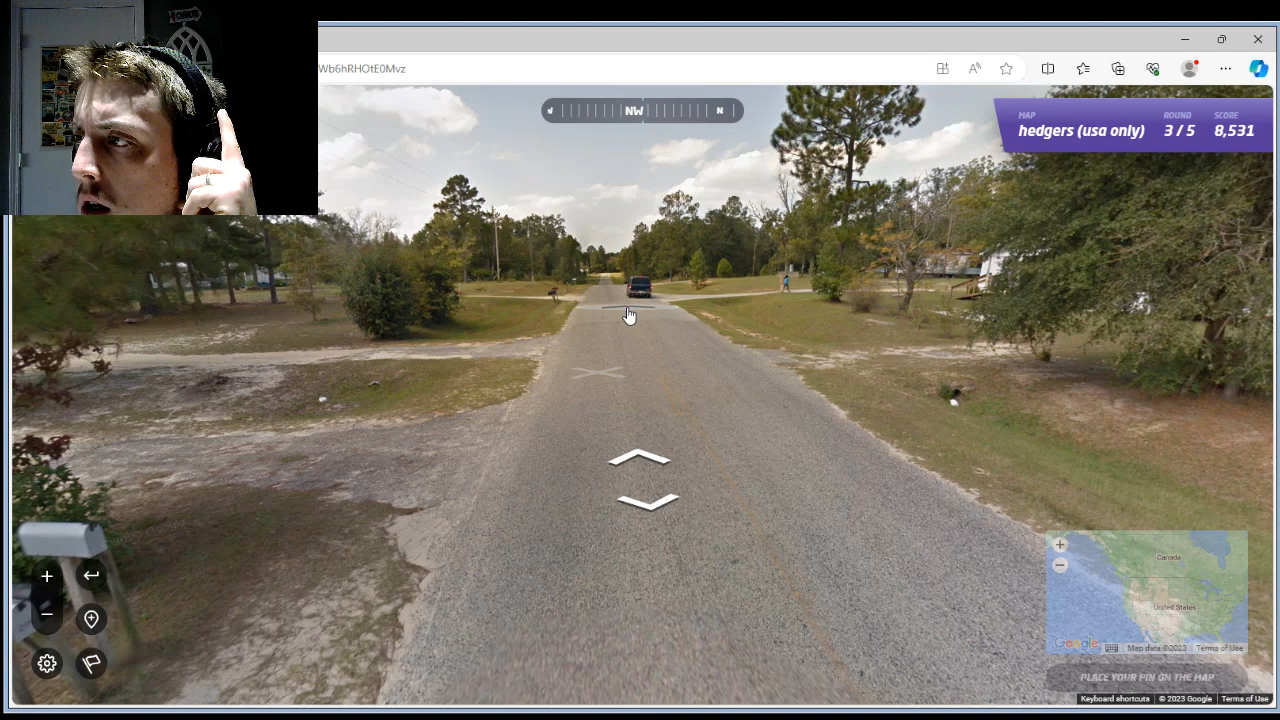 Wb6hRHOtE0Mvz
NW
N
MAP
hedgers (usa only)
ROUND
3 / 5
SCORE
8,531
Canada
United States
Google
Map data ©2023
Terms of Use
PLACE YOUR PIN ON THE MAP
Keyboard shortcuts
© 2023 Google
Terms of Use